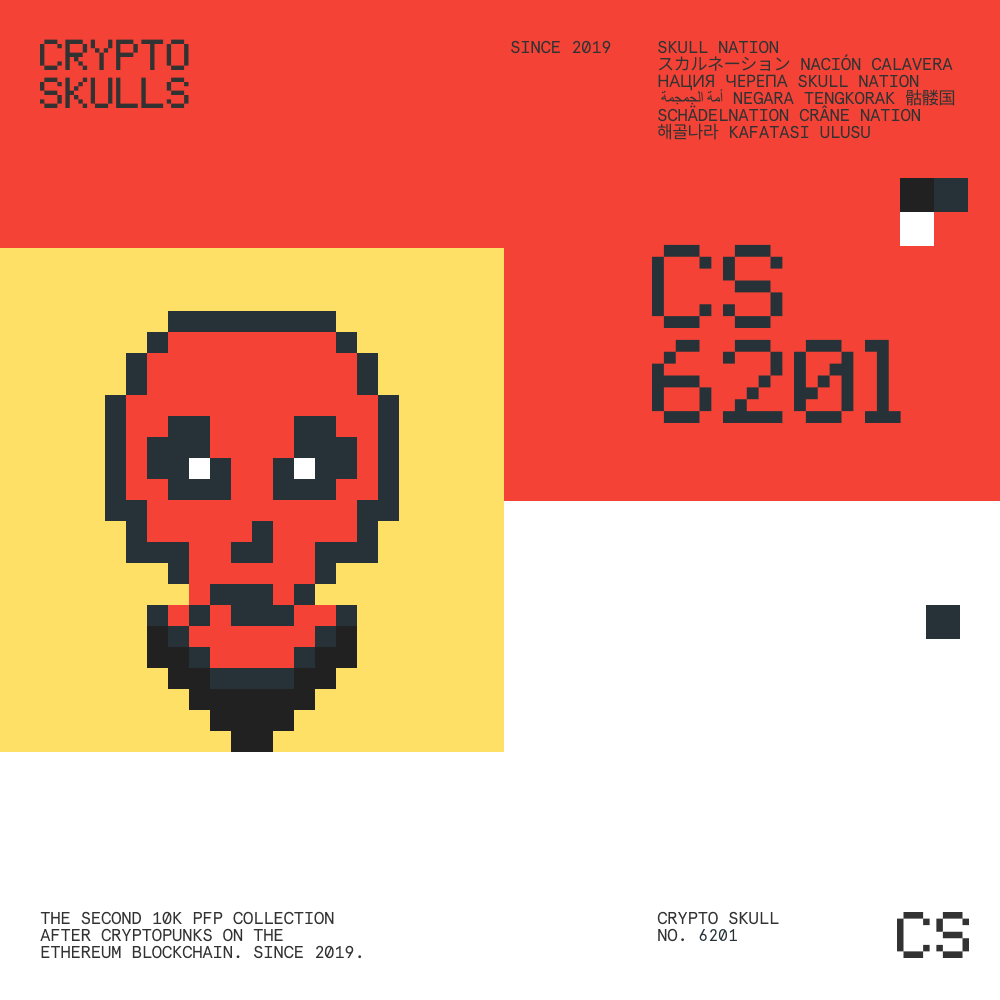 CRYPTO
SKULLS
SINCE 2019
SKULL NATION
スカルネーション NACIÓN CALAVERA
НАЦИЯ ЧЕРЕПА SKULL NATION
أمة الجمجمة NEGARA TENGKORAK 骷髅国
SCHÄDELNATION CRÂNE NATION
해골나라 KAFATASI ULUSU
CS
6201
THE SECOND 10K PFP COLLECTION
AFTER CRYPTOPUNKS ON THE
ETHEREUM BLOCKCHAIN. SINCE 2019.
CRYPTO SKULL
NO. 6201
CS